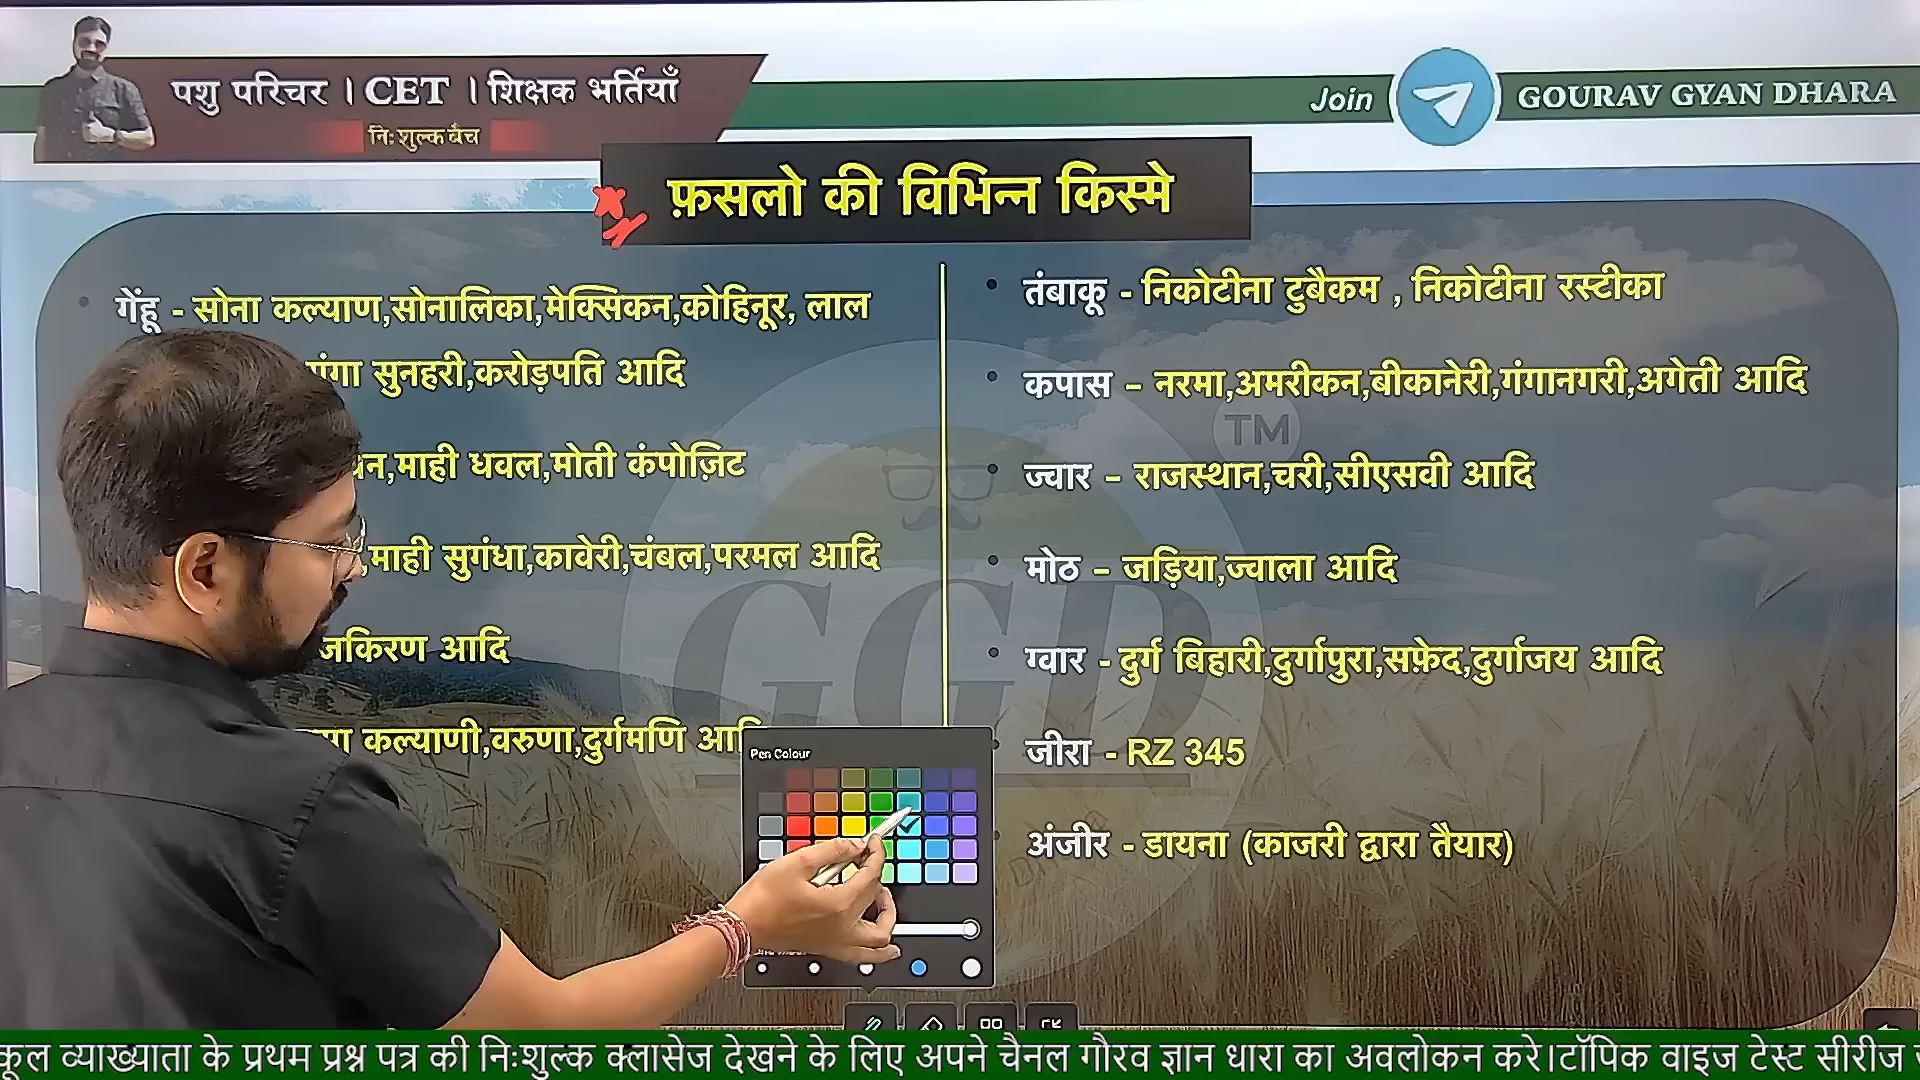 पशु परिचर । CET । शिक्षक भर्तियाँ
निःशुल्क बैच
Join GOURAV GYAN DHARA
फ़सलो की विभिन्न किस्मे
गेंहू - सोना कल्याण,सोनालिका,मेक्सिकन,कोहिनूर, लाल
गंगा सुनहरी,करोड़पति आदि
,माही धवल,मोती कंपोज़िट
,माही सुगंधा,कावेरी,चंबल,परमल आदि
आदि
कल्याणी,वरुणा,दुर्गमणि
तंबाकू - निकोटीना टुबैकम , निकोटीना रस्टीका
कपास – नरमा,अमरीकन,बीकानेरी,गंगानगरी,अगेती आदि
ज्वार – राजस्थान,चरी,सीएसवी आदि
मोठ – जड़िया,ज्वाला आदि
ग्वार - दुर्ग बिहारी,दुर्गापुरा,सफ़ेद,दुर्गाजय आदि
जीरा - RZ 345
अंजीर - डायना (काजरी द्वारा तैयार)
TM
GGD
Pen Colour
व्याख्याता के प्रथम प्रश्न पत्र की निःशुल्क क्लासेज देखने के लिए अपने चैनल गौरव ज्ञान धारा का अवलोकन करे।टॉपिक वाइज टेस्ट सीरीज